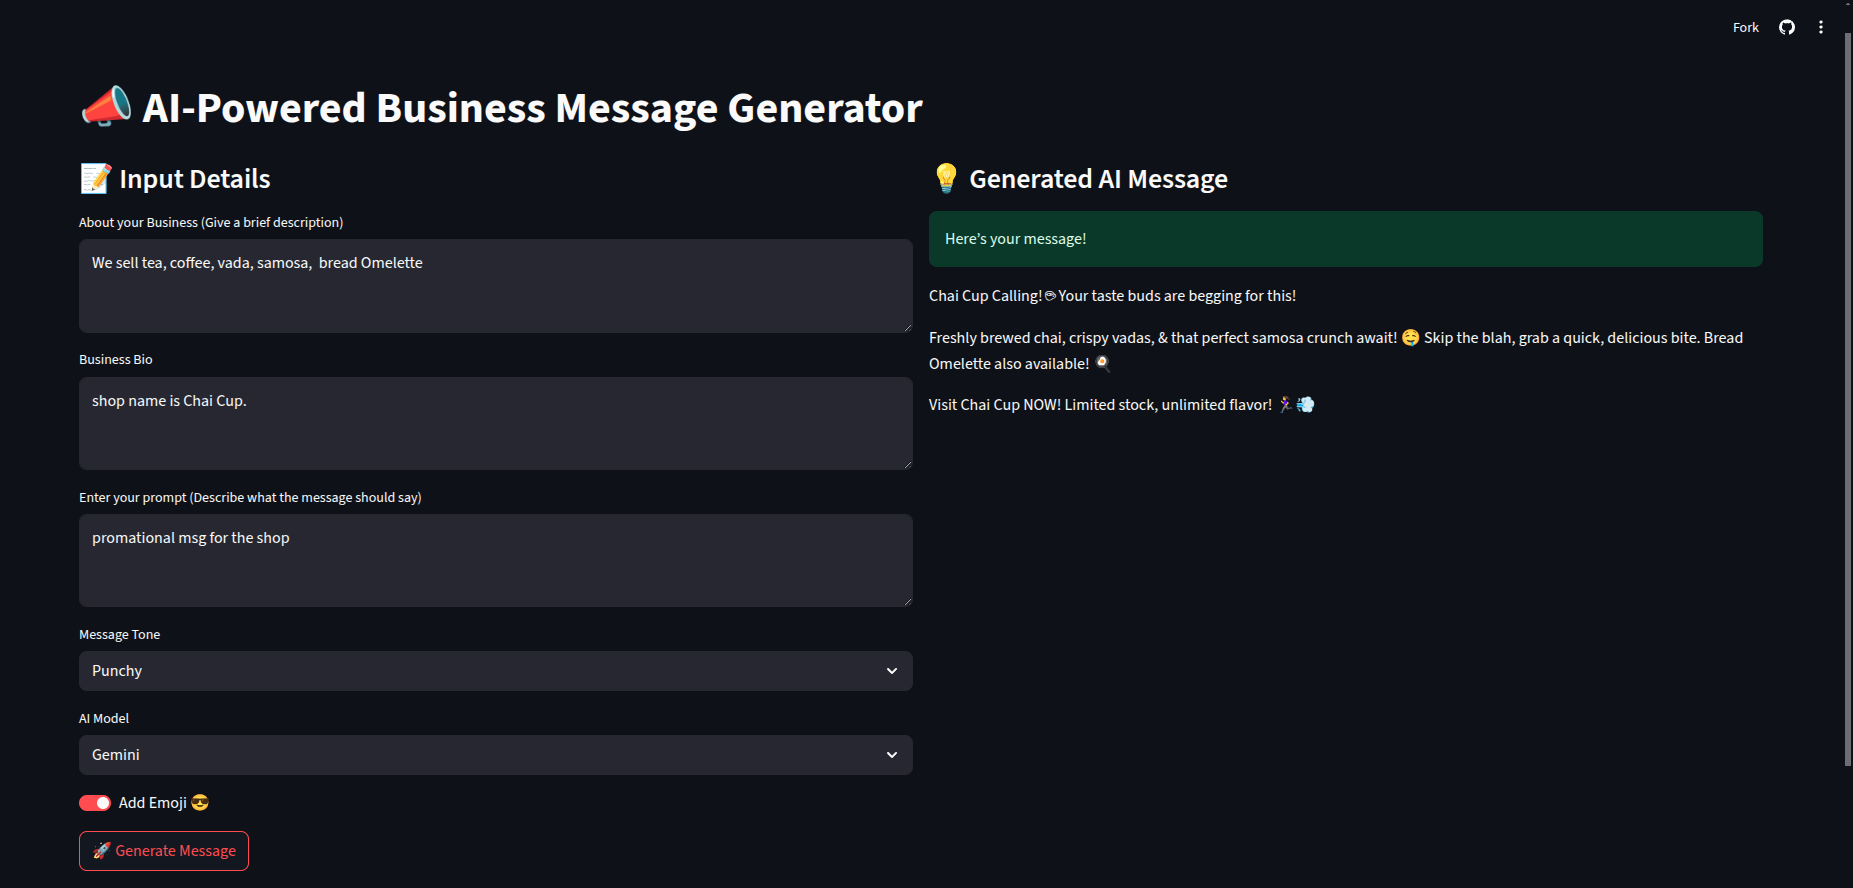 Fork
📣 AI-Powered Business Message Generator
📝 Input Details
About your Business (Give a brief description)
We sell tea, coffee, vada, samosa,  bread Omelette
Business Bio
shop name is Chai Cup.
Enter your prompt (Describe what the message should say)
promational msg for the shop
Message Tone
Punchy
AI Model
Gemini
Add Emoji 😎
🚀 Generate Message
💡 Generated AI Message
Here's your message!
Chai Cup Calling!☕Your taste buds are begging for this!
Freshly brewed chai, crispy vadas, & that perfect samosa crunch await! 🤤 Skip the blah, grab a quick, delicious bite. Bread
Omelette also available! 🍳
Visit Chai Cup NOW! Limited stock, unlimited flavor! 🏃‍♀️💨